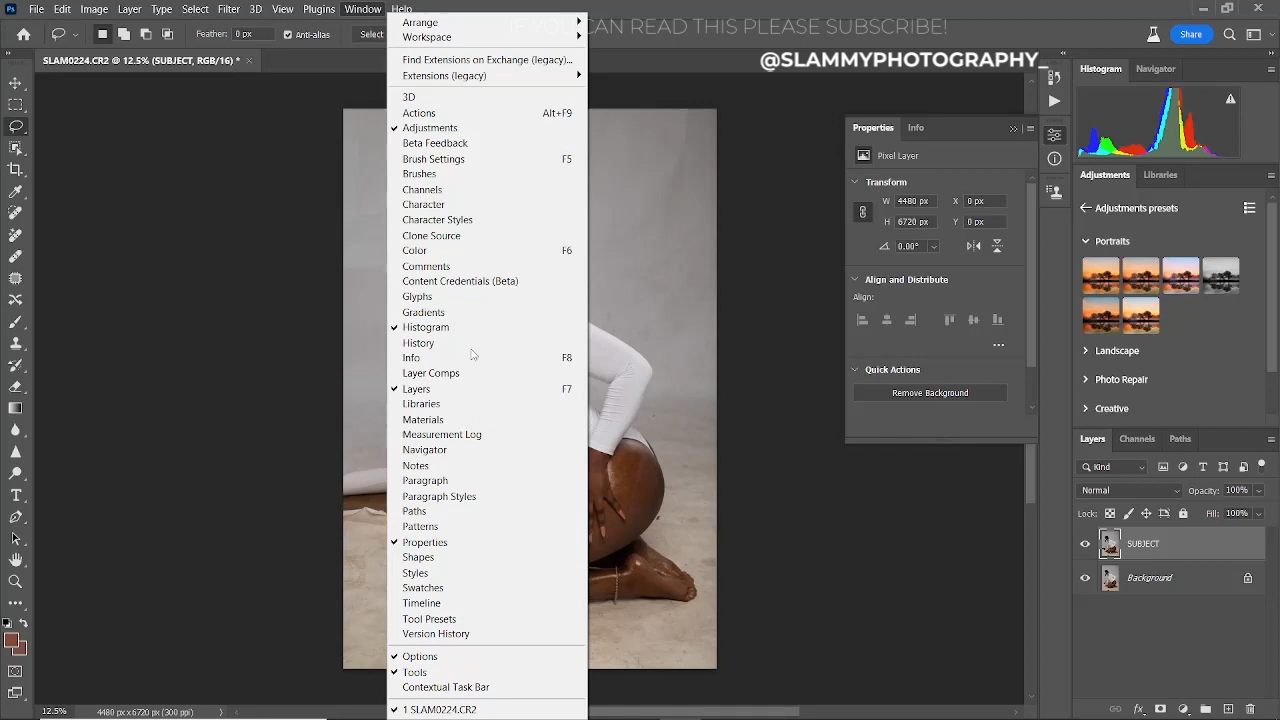 File
Edit
Image
Layer
Type
Select
Filter
View
Plugins
Window
Help
IF YOU CAN READ THIS PLEASE SUBSCRIBE!
@SLAMMYPHOTOGRAPHY_
Feather: 0 px
Select
Share
SLAM0224.CR2 @ 12.5% (SUBJECT, RGB/16) *
Arrange
Workspace
Find Extensions on Exchange (legacy)...
Extensions (legacy)
3D
Actions Alt+F9
Adjustments
Beta Feedback
Brush Settings F5
Brushes
Channels
Character
Character Styles
Clone Source
Color F6
Comments
Content Credentials (Beta)
Glyphs
Gradients
Histogram
History
Info F8
Layer Comps
Layers F7
Libraries
Materials
Measurement Log
Navigator
Notes
Paragraph
Paragraph Styles
Paths
Patterns
Properties
Shapes
Styles
Swatches
Timeline
Tool Presets
Version History
Options
Tools
Contextual Task Bar
1 SLAM0224.CR2
Properties Info
Pixel Layer
Transform
W 4480 px X 0 px
H 6720 px Y 0 px
0.00°
Align and Distribute
Align:
Quick Actions
Remove Background
Histogram Navigator
Adjustments Libraries
Adjustments presets
Portraits
Landscape
Photo Repair
Creative
Layers Channels Paths
Kind
Normal Opacity: 100%
Lock: Fill: 100%
SUBJECT
12.5% 4480 px x 6720 px (300 ppi)